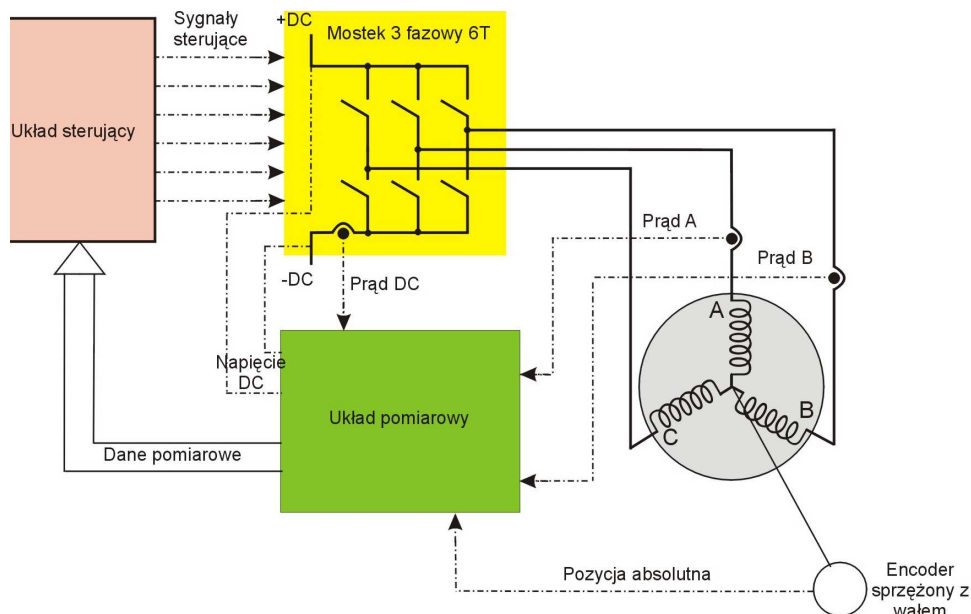 Sygnały
sterujące
+DC
Mostek 3 fazowy 6T
Układ sterujący
-DC
Prąd DC
Prąd A
Prąd B
A
B
C
Napięcie
DC
Układ pomiarowy
Dane pomiarowe
Pozycja absolutna
Encoder
sprzężony z
wałem